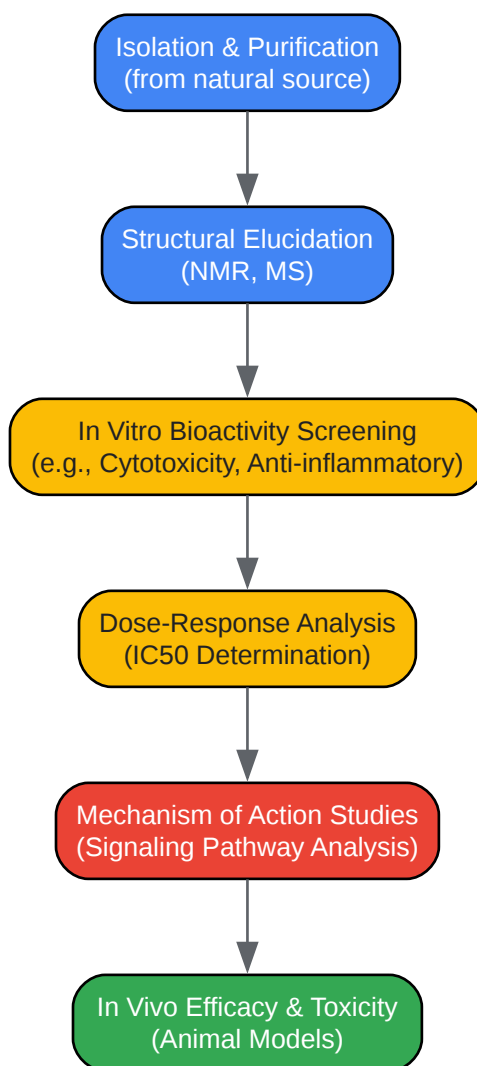 Isolation & Purification
(from natural source)
Structural Elucidation
(NMR, MS)
In Vitro Bioactivity Screening
(e.g., Cytotoxicity, Anti-inflammatory)
Dose-Response Analysis
(IC50 Determination)
Mechanism of Action Studies
(Signaling Pathway Analysis)
In Vivo Efficacy & Toxicity
(Animal Models)